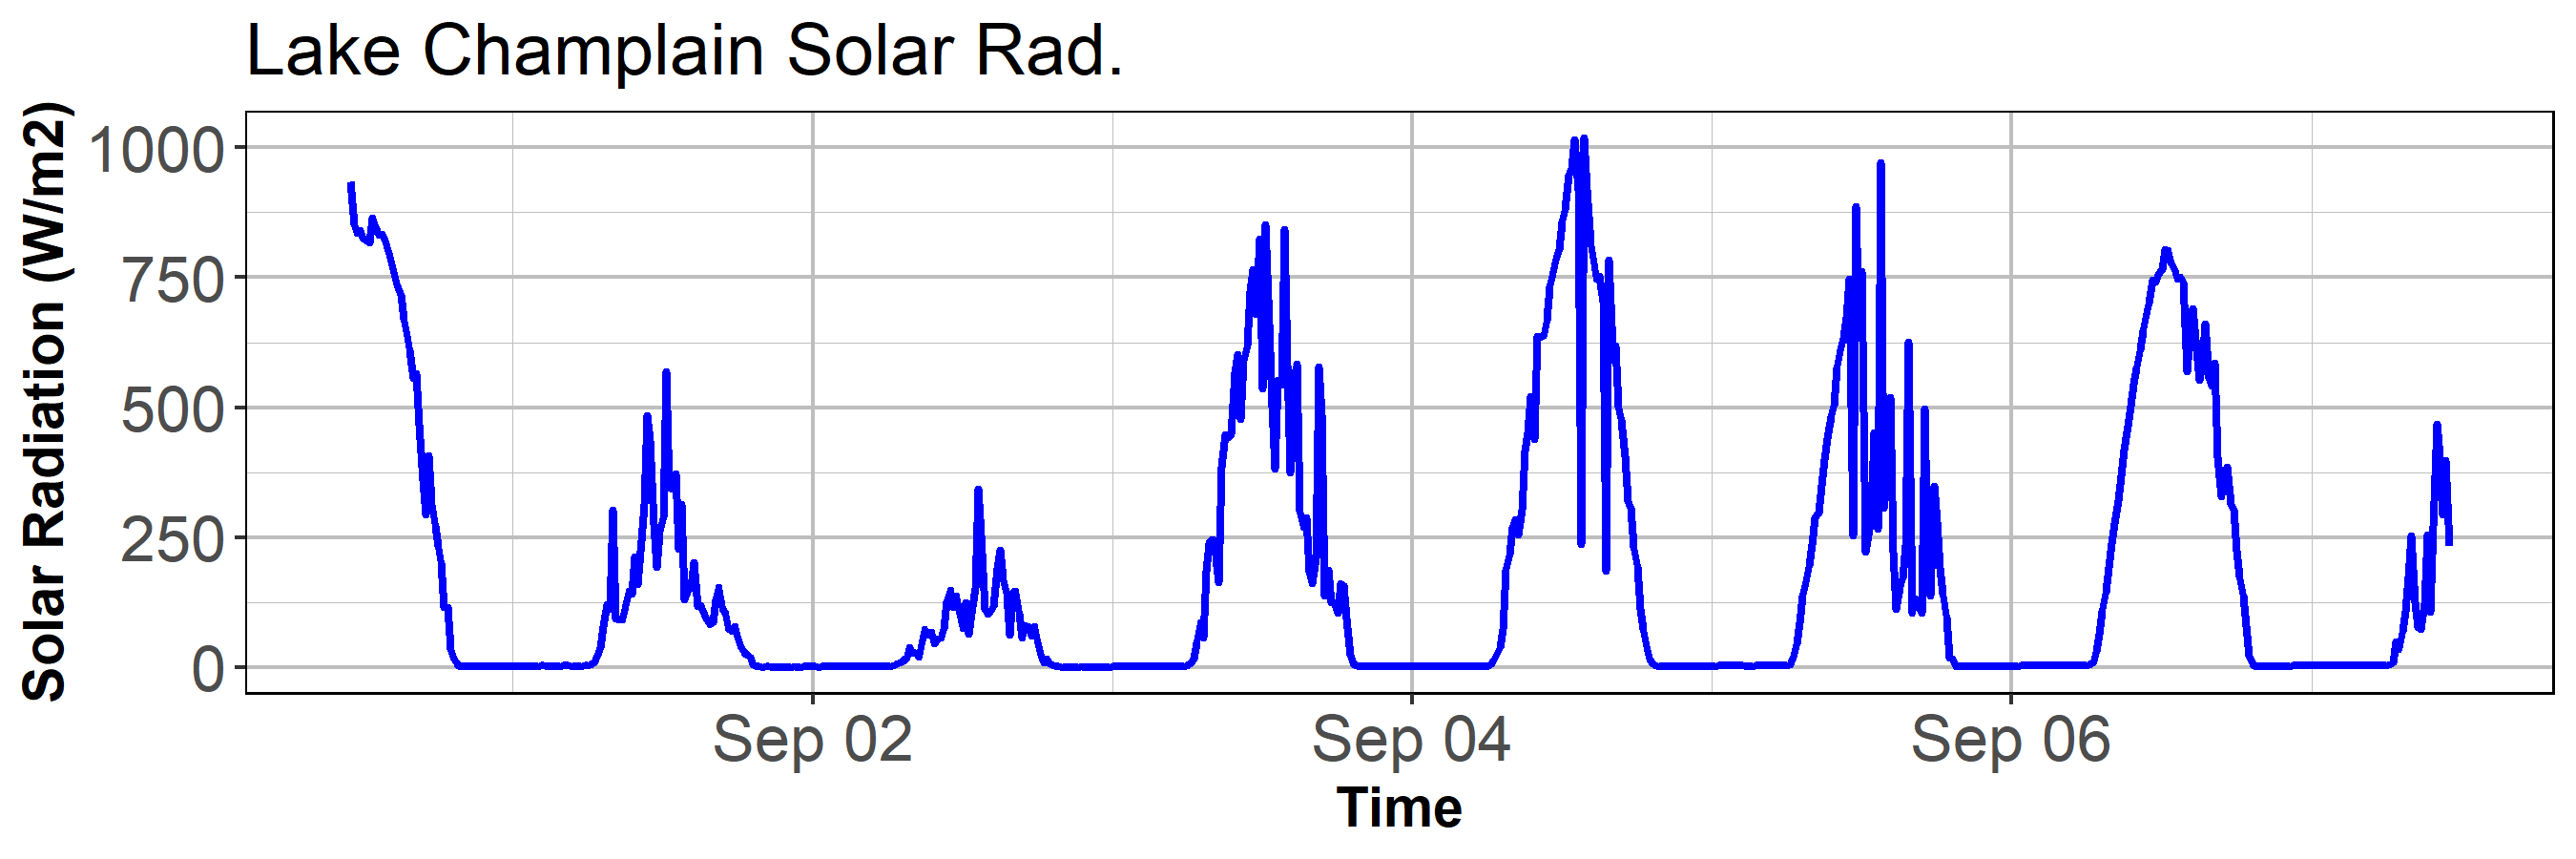 Lake Champlain Solar Rad.
Solar Radiation (W/m2)
1000
750
500
250
0
Sep 02
Sep 04
Sep 06
Time